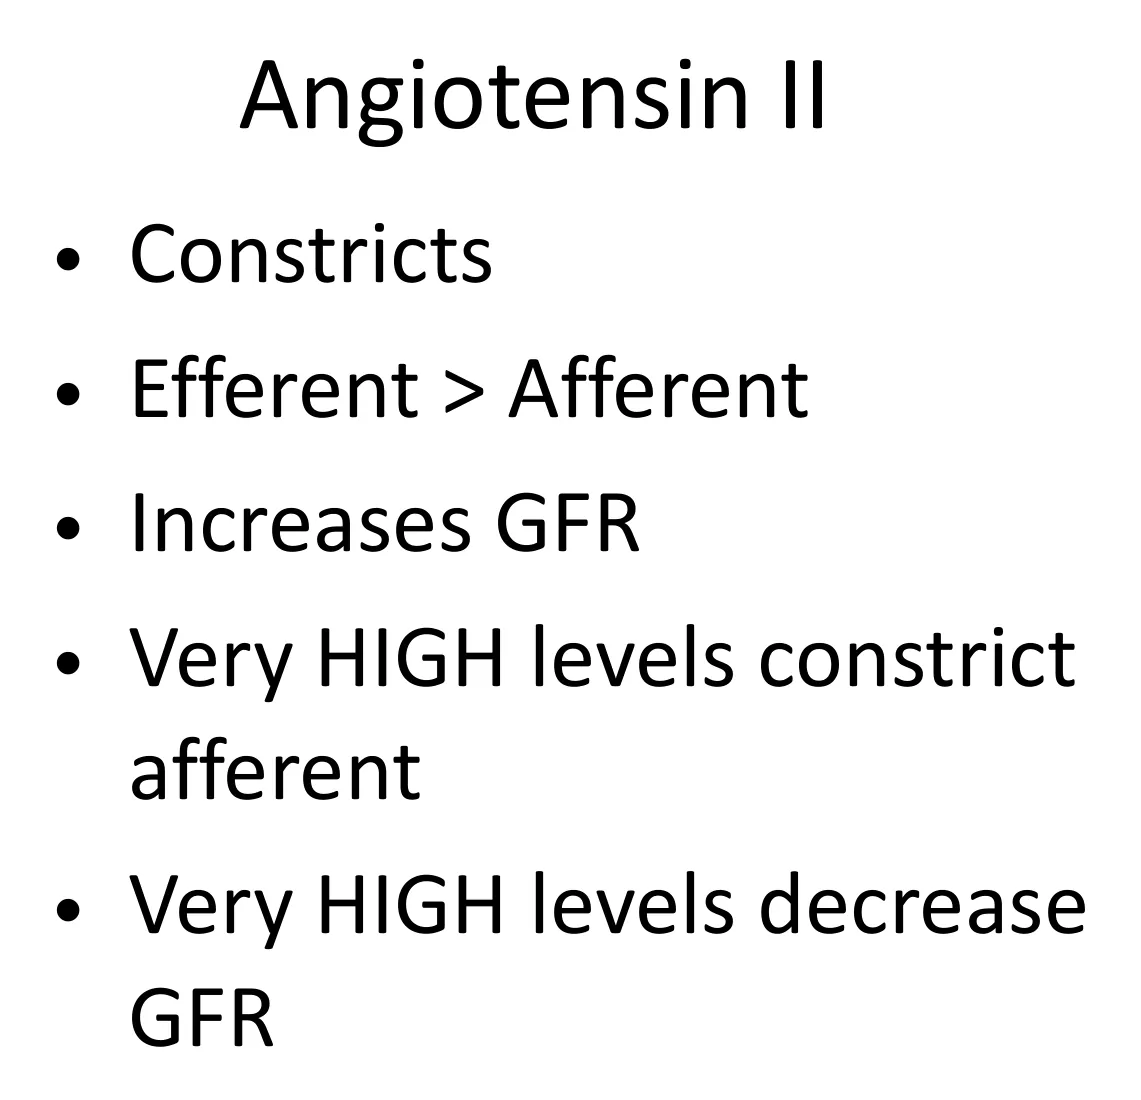 Angiotensin II
• Constricts
• Efferent > Afferent
• Increases GFR
• Very HIGH levels constrict
afferent
• Very HIGH levels decrease
GFR